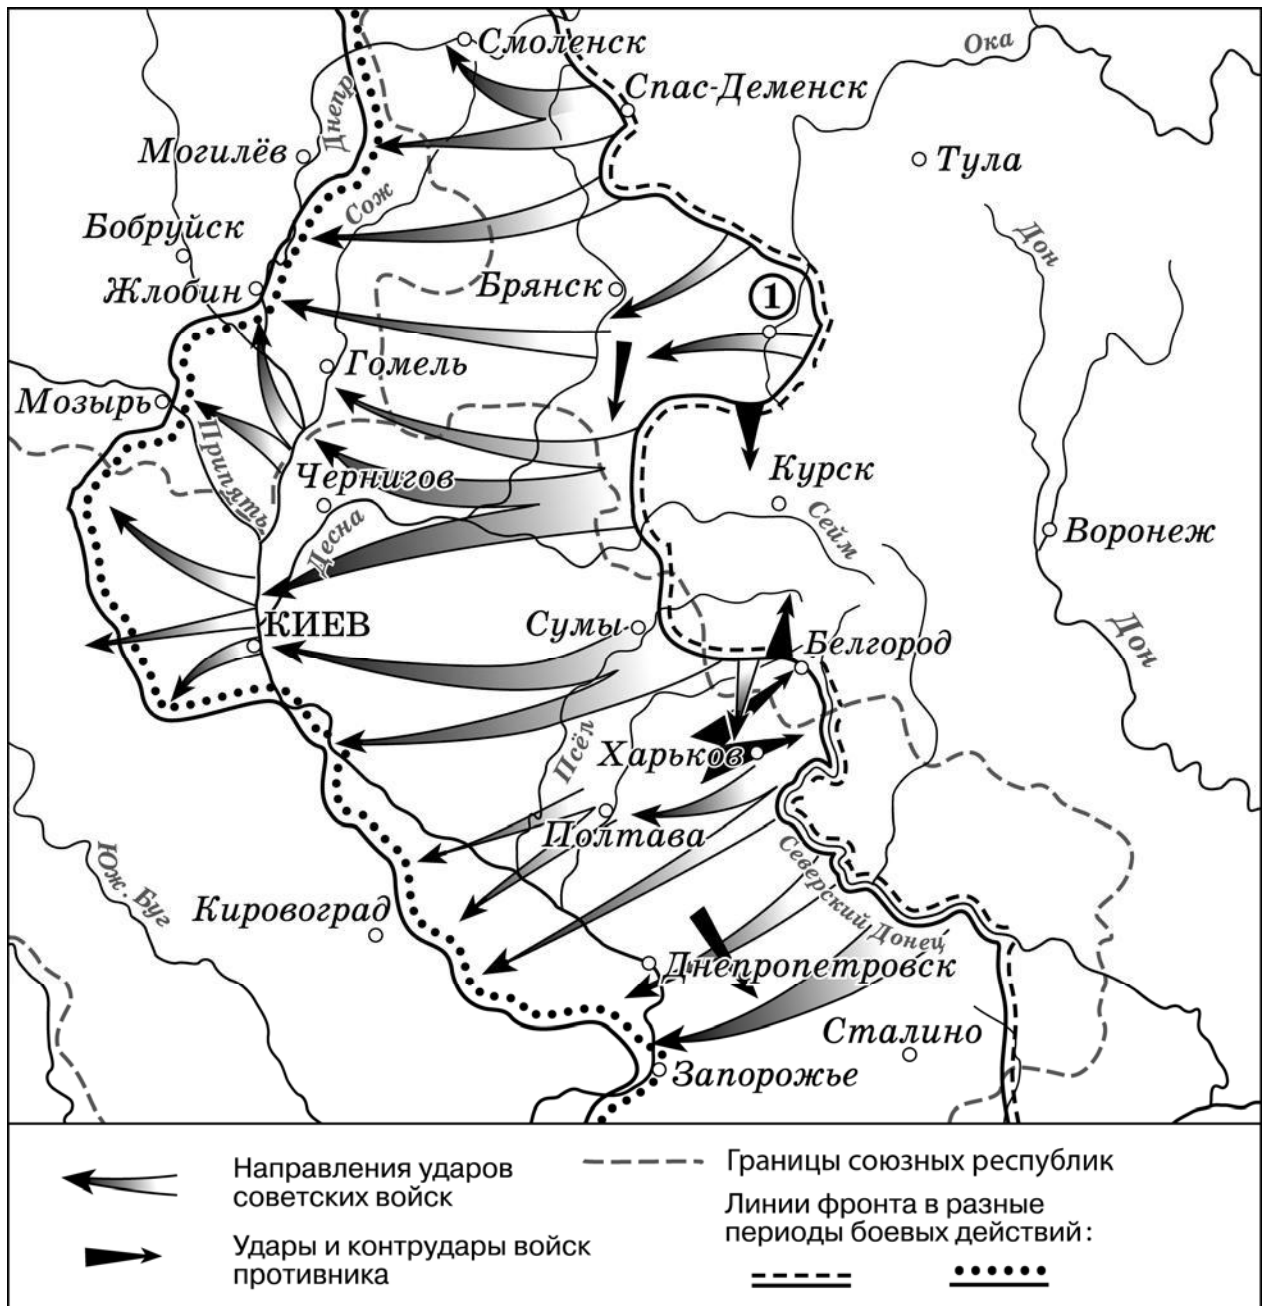 Смоленск
Ока
Спас-Деменск
Днепр
Могилёв
Тула
Сож
Бобруйск
Дон
Жлобин
Брянск
1
Гомель
Мозырь
Припять
Чернигов
Курск
Десна
Сейм
Воронеж
КИЕВ
Сумы
Белгород
Дон
Псёл
Харьков
Полтава
Северский Донец
Юж. Буг
Кировоград
Днепропетровск
Сталино
Запорожье
Направления ударов
советских войск
Удары и контрудары войск
противника
Границы союзных республик
Линии фронта в разные
периоды боевых действий: